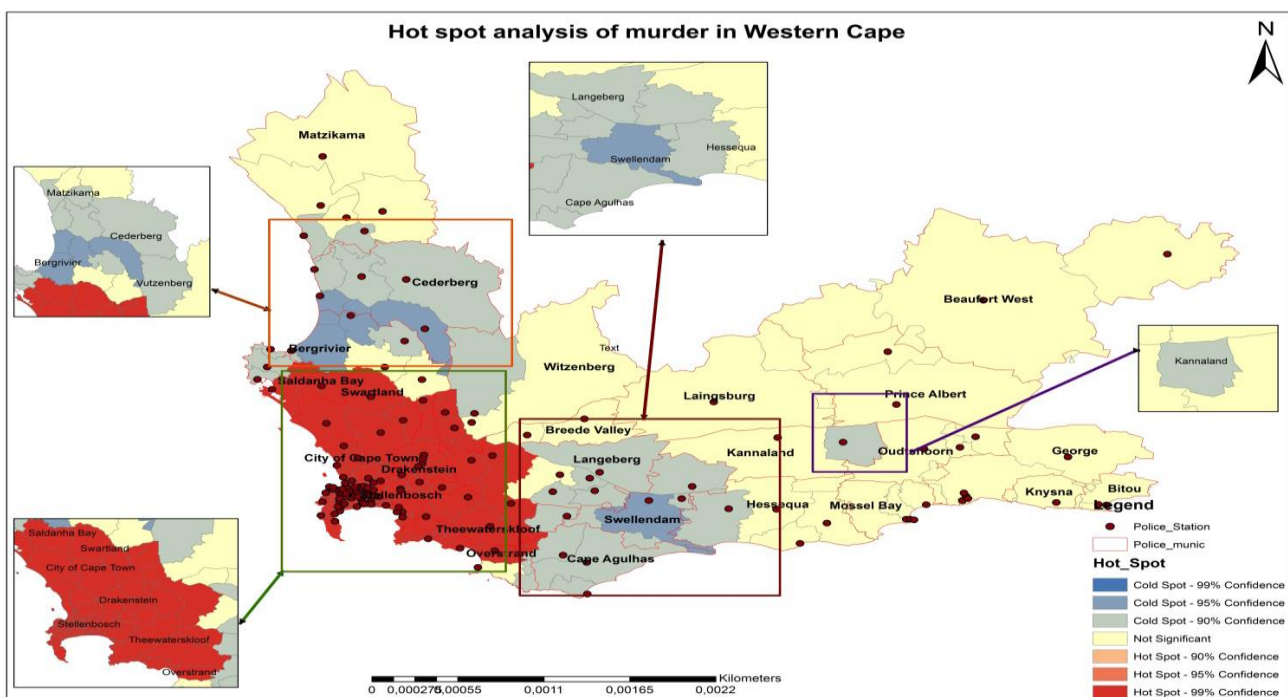 Hot spot analysis of murder in Western Cape
N
Langeberg
Hessequa
Swellendam
Cape Agulhas
Matzikama
Matzikama
Cederberg
Bergrivier
Vutzenberg
Cederberg
Beaufort West
Kannaland
Bergrivier
Text
Witzenberg
Saldanha Bay
Swartland
Laingsburg
Prince Albert
Breede Valley
Kannaland
Oudtshoorn
George
City of Cape Town
Drakenstein
Langeberg
Stellenbosch
Knysna
Bitou
Hessequa
Mossel Bay
Swellendam
Theewaterskloof
Overstrand
Cape Agulhas
Saldanha Bay
Swartland
City of Cape Town
Drakenstein
Stellenbosch
Theewaterskloof
Overstrand
Legend
Police_Station
Police_munic
Hot_Spot
Cold Spot - 99% Confidence
Cold Spot - 95% Confidence
Cold Spot - 90% Confidence
Not Significant
Hot Spot - 90% Confidence
Hot Spot - 95% Confidence
Hot Spot - 99% Confidence
Kilometers
0 0,000275 0,00055 0,0011 0,00165 0,0022